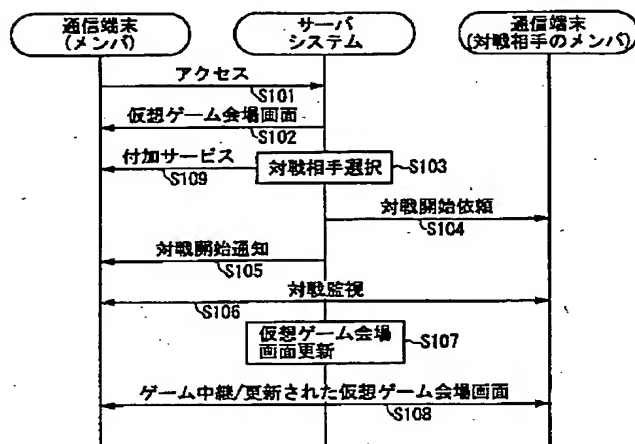 通信端末
(メンバ)
サーバ
システム
通信端末
(対戦相手のメンバ)
アクセス
S101
仮想ゲーム会場画面
S102
付加サービス
S109
対戦相手選択
S103
対戦開始依頼
S104
対戦開始通知
S105
対戦監視
S106
仮想ゲーム会場
画面更新
S107
ゲーム中継/更新された仮想ゲーム会場画面
S108